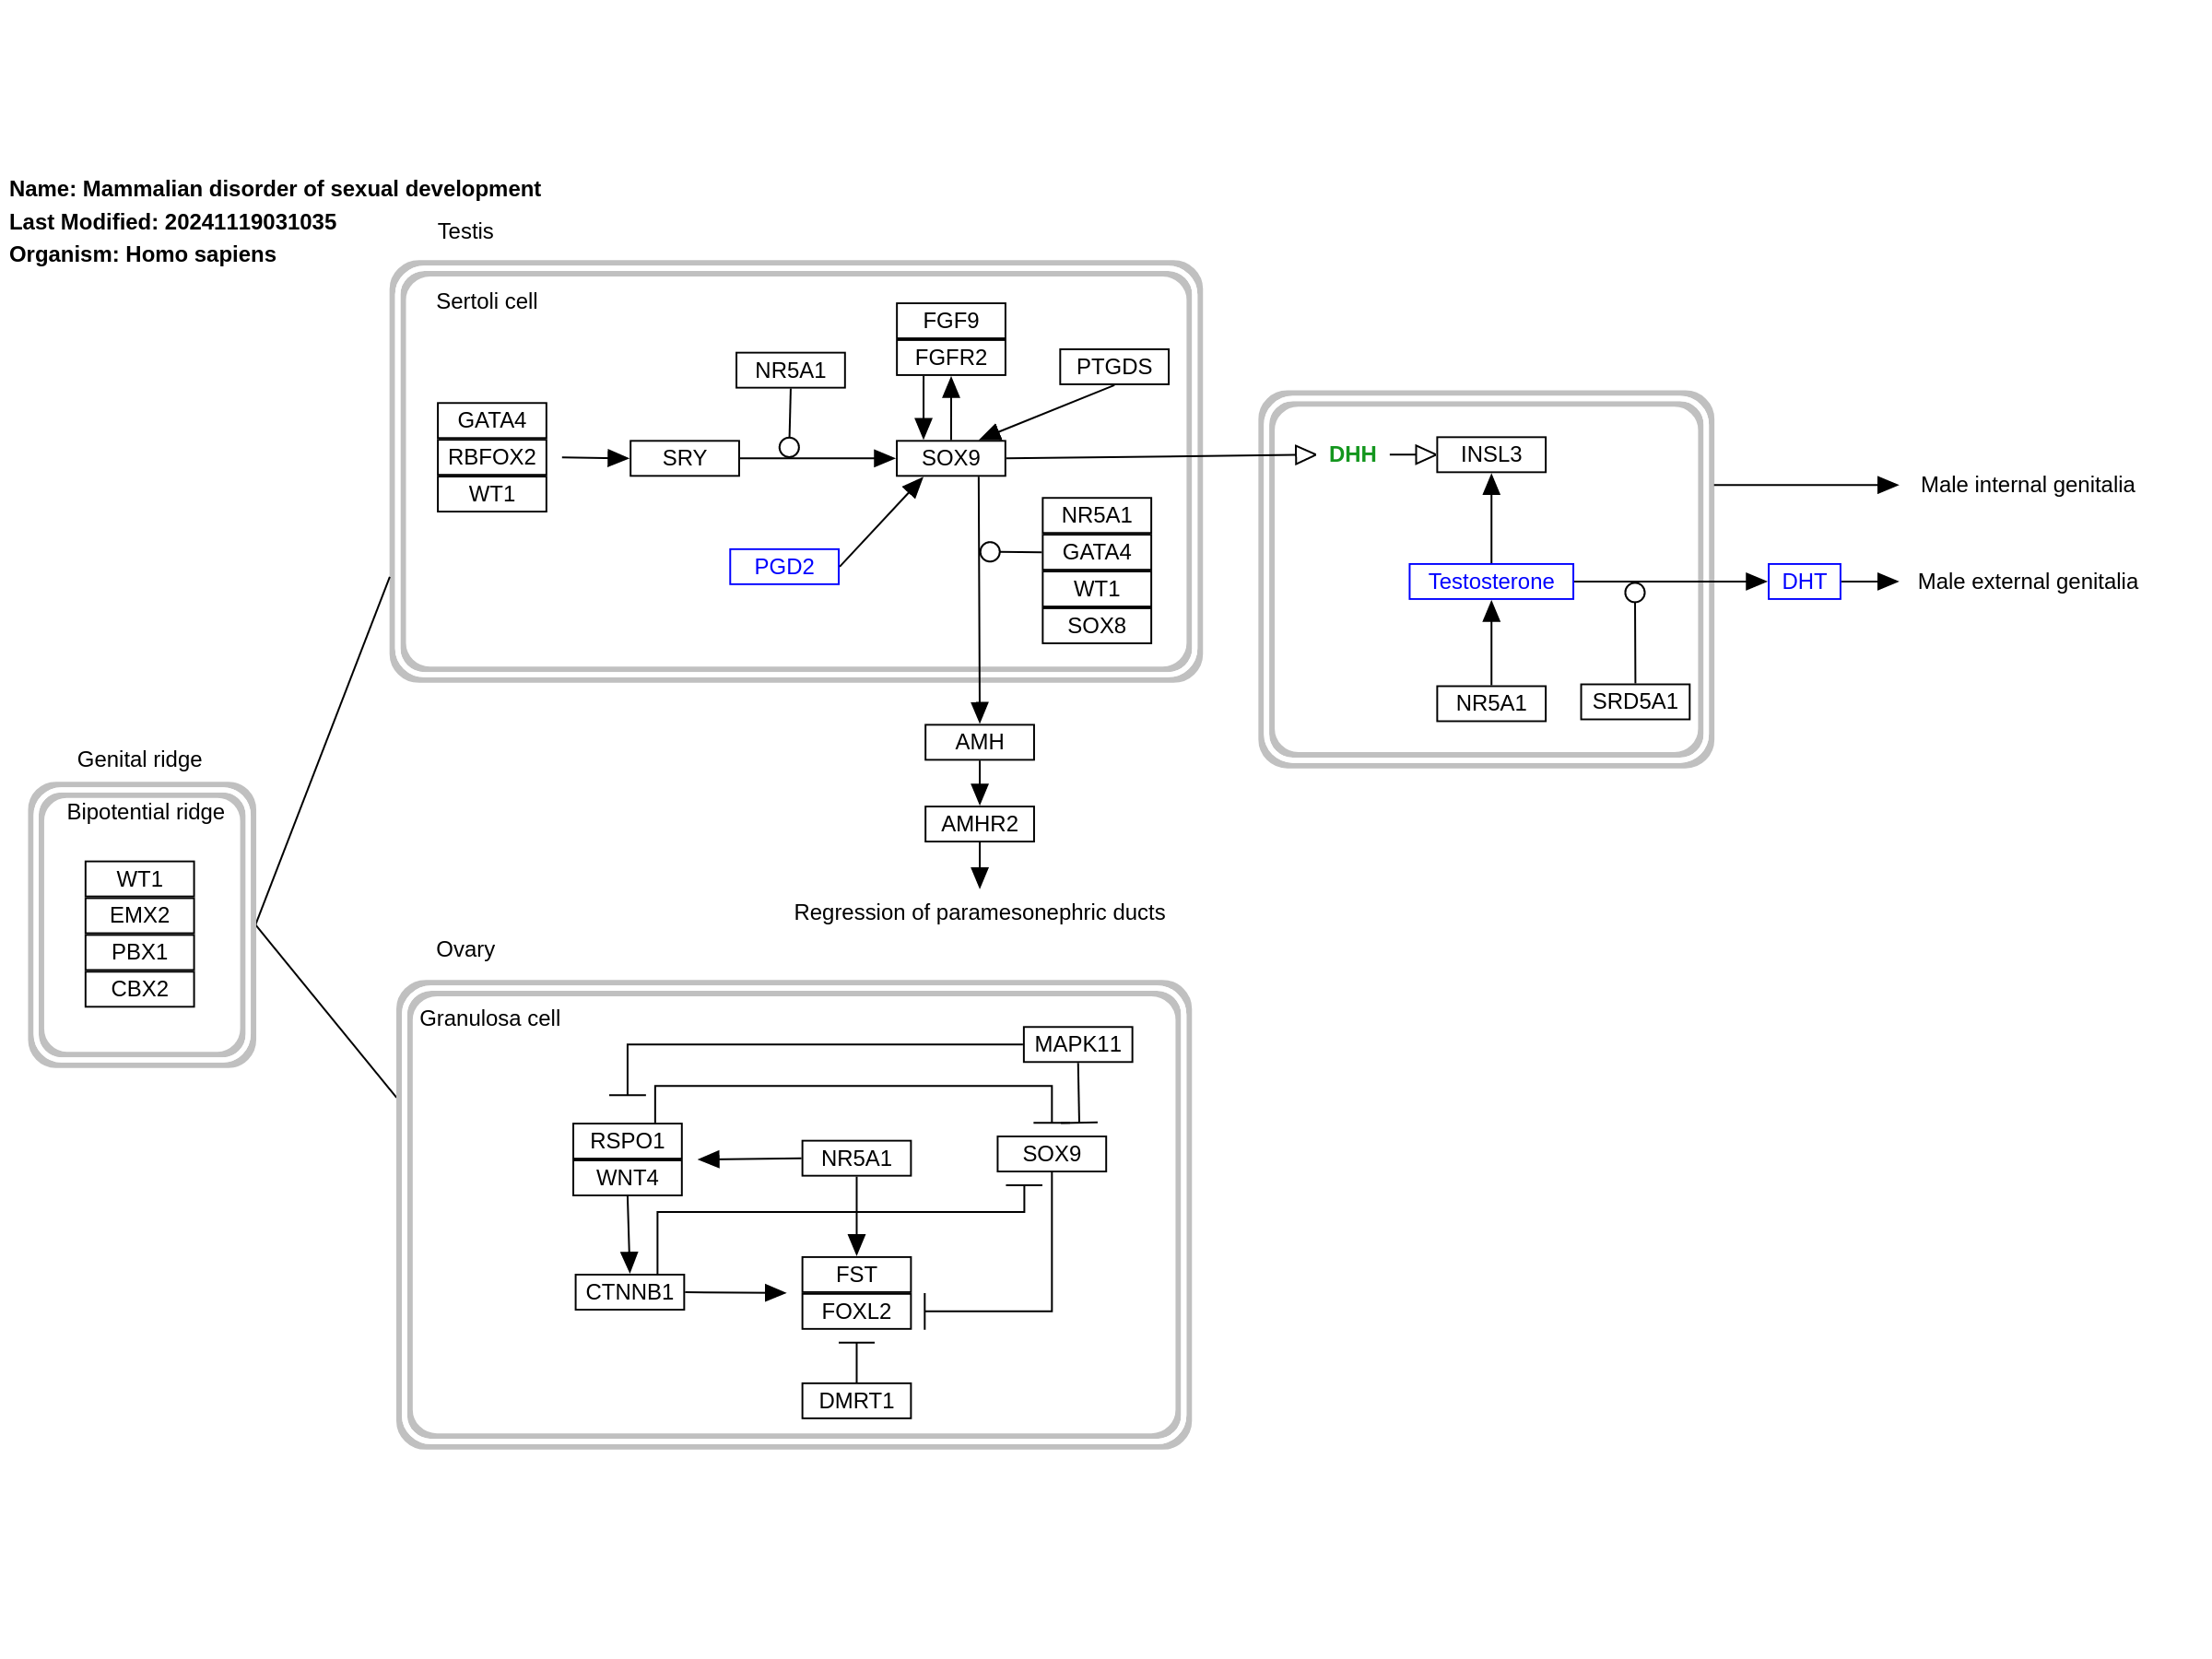 Name: Mammalian disorder of sexual development
Last Modified: 20241119031035
Organism: Homo sapiens
Testis
Sertoli cell
FGF9
FGFR2
NR5A1
PTGDS
GATA4
RBFOX2
WT1
SRY
SOX9
PGD2
NR5A1
GATA4
WT1
SOX8
DHH
INSL3
Testosterone
DHT
NR5A1
SRD5A1
Male internal genitalia
Male external genitalia
AMH
AMHR2
Regression of paramesonephric ducts
Genital ridge
Bipotential ridge
WT1
EMX2
PBX1
CBX2
Ovary
Granulosa cell
MAPK11
RSPO1
WNT4
NR5A1
SOX9
CTNNB1
FST
FOXL2
DMRT1